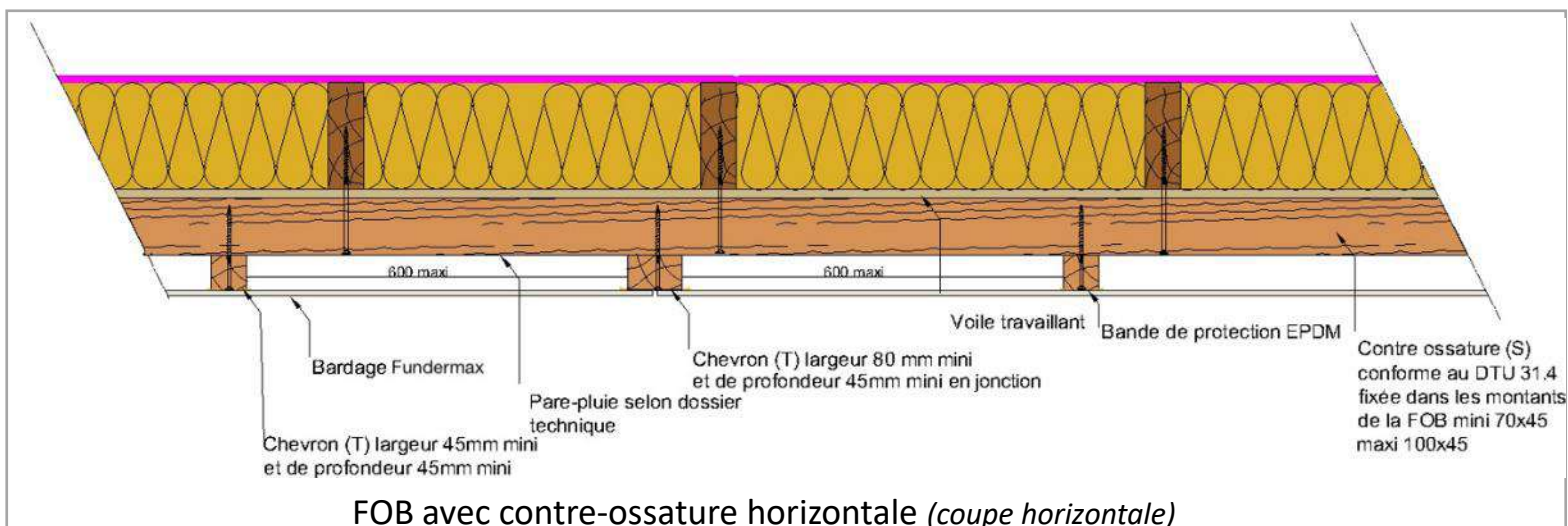 600 maxi
600 maxi
Voile travaillant
Bande de protection EPDM
Bardage Fundermax
Chevron (T) largeur 80 mm mini
et de profondeur 45mm mini en jonction
Contre ossature (S)
conforme au DTU 31.4
fixée dans les montants
de la FOB mini 70x45
maxi 100x45
Pare-pluie selon dossier
technique
Chevron (T) largeur 45mm mini
et de profondeur 45mm mini
FOB avec contre-ossature horizontale (coupe horizontale)